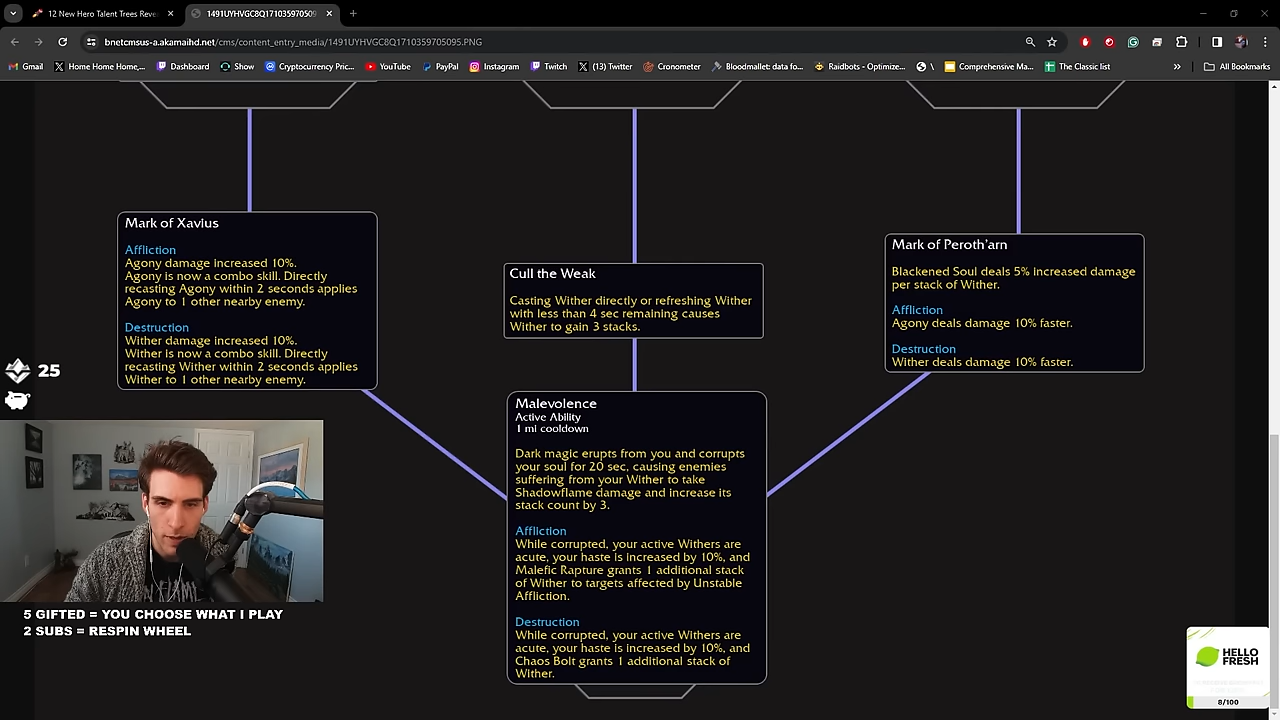 12 New Hero Talent Trees Reve
1491UYHVGC8Q171035970509
bnetcmsus-a.akamaihd.net/cms/content_entry_media/1491UYHVGC8Q1710359705095.PNG
Gmail
Home Home Home,...
Dashboard
Show
Cryptocurrency Pric...
YouTube
PayPal
Instagram
Twitch
(13) Twitter
Cronometer
Bloodmallet: data fo...
Raidbots - Optimize...
\
Comprehensive Ma...
The Classic list
»
All Bookmarks
Mark of Xavius
Affliction
Agony damage increased 10%.
Agony is now a combo skill. Directly
recasting Agony within 2 seconds applies
Agony to 1 other nearby enemy.
Destruction
Wither damage increased 10%.
Wither is now a combo skill. Directly
recasting Wither within 2 seconds applies
Wither to 1 other nearby enemy.
Cull the Weak
Casting Wither directly or refreshing Wither
with less than 4 sec remaining causes
Wither to gain 3 stacks.
Mark of Peroth'arn
Blackened Soul deals 5% increased damage
per stack of Wither.
Affliction
Agony deals damage 10% faster.
Destruction
Wither deals damage 10% faster.
Malevolence
Active Ability
1 mi cooldown
Dark magic erupts from you and corrupts
your soul for 20 sec, causing enemies
suffering from your Wither to take
Shadowflame damage and increase its
stack count by 3.
Affliction
While corrupted, your active Withers are
acute, your haste is increased by 10%, and
Malefic Rapture grants 1 additional stack
of Wither to targets affected by Unstable
Affliction.
Destruction
While corrupted, your active Withers are
acute, your haste is increased by 10%, and
Chaos Bolt grants 1 additional stack of
Wither.
25
5 GIFTED = YOU CHOOSE WHAT I PLAY
2 SUBS = RESPIN WHEEL
HELLO
FRESH
8/100